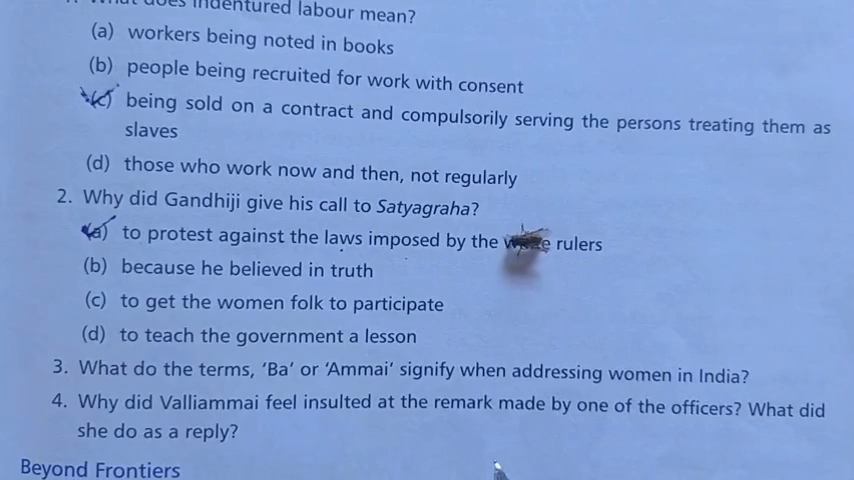 indentured labour mean?
(a) workers being noted in books
(b) people being recruited for work with consent
(c) being sold on a contract and compulsorily serving the persons treating them as
slaves
(d) those who work now and then, not regularly
2. Why did Gandhiji give his call to Satyagraha?
(a) to protest against the laws imposed by the rulers
(b) because he believed in truth
(c) to get the women folk to participate
(d) to teach the government a lesson
3. What do the terms, ‘Ba’ or ‘Ammai’ signify when addressing women in India?
4. Why did Valliammai feel insulted at the remark made by one of the officers? What did
she do as a reply?
Beyond Frontiers